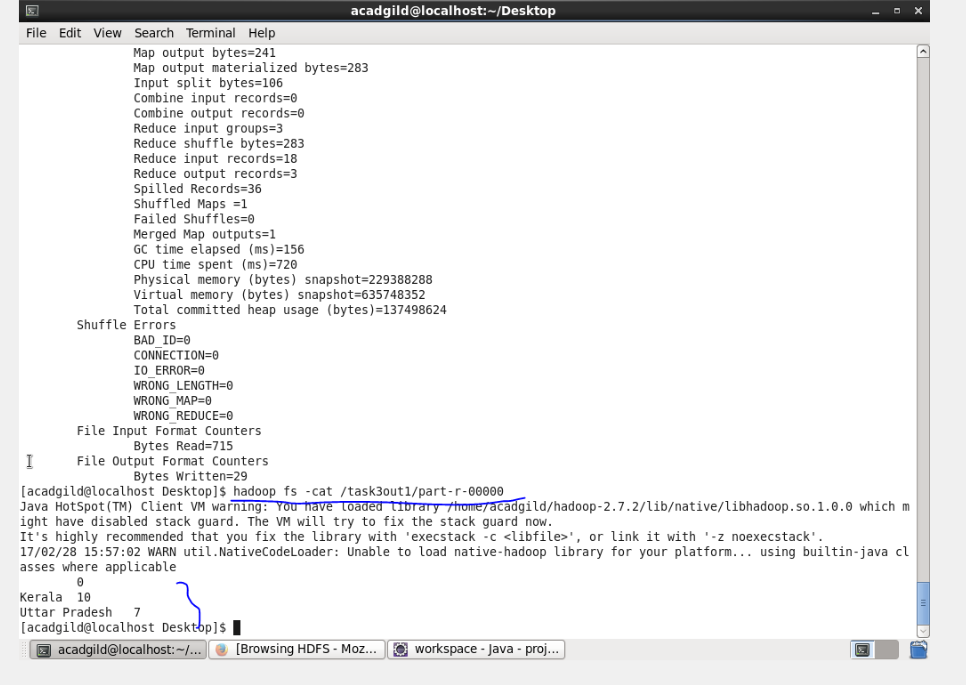 acadgild@localhost:~/Desktop
File Edit View Search Terminal Help
Map output bytes=241
Map output materialized bytes=283
Input split bytes=106
Combine input records=0
Combine output records=0
Reduce input groups=3
Reduce shuffle bytes=283
Reduce input records=18
Reduce output records=3
Spilled Records=36
Shuffled Maps =1
Failed Shuffles=0
Merged Map outputs=1
GC time elapsed (ms)=156
CPU time spent (ms)=720
Physical memory (bytes) snapshot=229388288
Virtual memory (bytes) snapshot=635748352
Total committed heap usage (bytes)=137498624
Shuffle Errors
BAD_ID=0
CONNECTION=0
IO_ERROR=0
WRONG_LENGTH=0
WRONG_MAP=0
WRONG_REDUCE=0
File Input Format Counters
Bytes Read=715
File Output Format Counters
Bytes Written=29
[acadgild@localhost Desktop]$ hadoop fs -cat /task3out1/part-r-00000
Java HotSpot(TM) Client VM warning: You have loaded library /home/acadgild/hadoop-2.7.2/lib/native/libhadoop.so.1.0.0 which m
ight have disabled stack guard. The VM will try to fix the stack guard now.
It's highly recommended that you fix the library with 'execstack -c <libfile>', or link it with '-z noexecstack'.
17/02/28 15:57:02 WARN util.NativeCodeLoader: Unable to load native-hadoop library for your platform... using builtin-java cl
asses where applicable
0
Kerala 10
Uttar Pradesh 7
[acadgild@localhost Desktop]$
acadgild@localhost:~/... [Browsing HDFS - Moz... workspace - Java - proj...